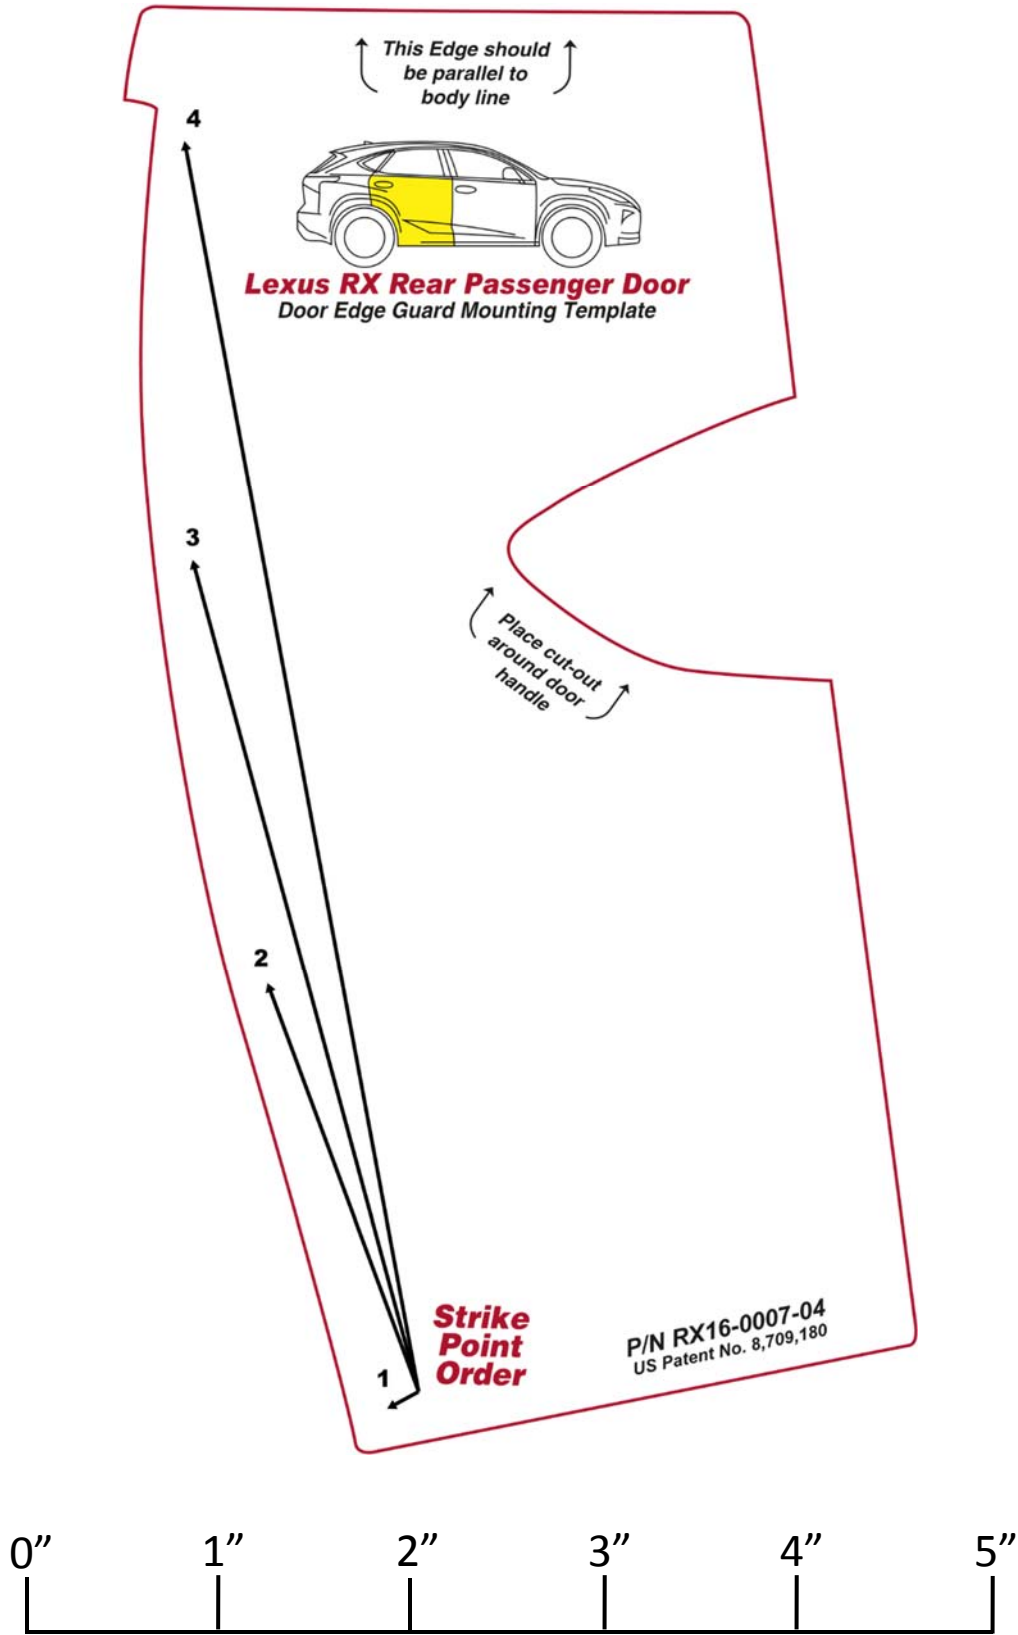 This Edge should
be parallel to
body line
4
Lexus RX Rear Passenger Door
Door Edge Guard Mounting Template
3
Place cut-out
around door
handle
2
Strike
Point
Order
1
P/N RX16-0007-04
US Patent No. 8,709,180
0” 1” 2” 3” 4” 5”